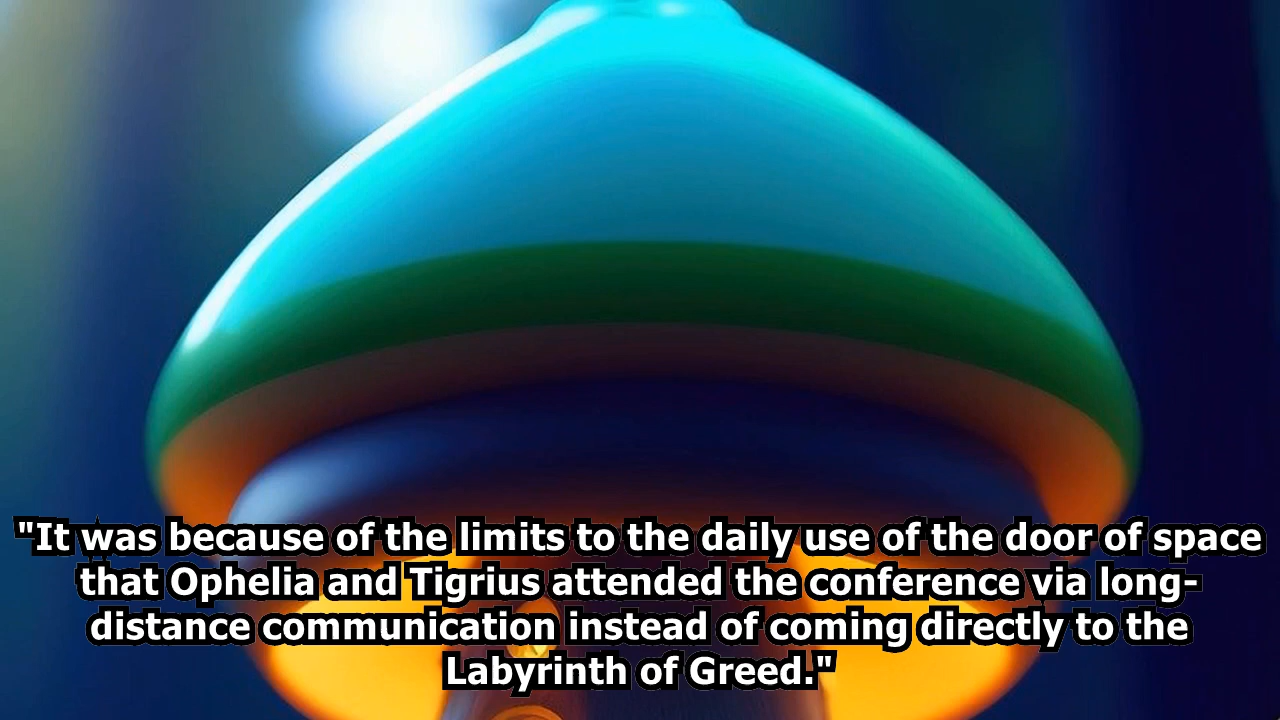 "It was because of the limits to the daily use of the door of space
that Ophelia and Tigrius attended the conference via long-
distance communication instead of coming directly to the
Labyrinth of Greed."